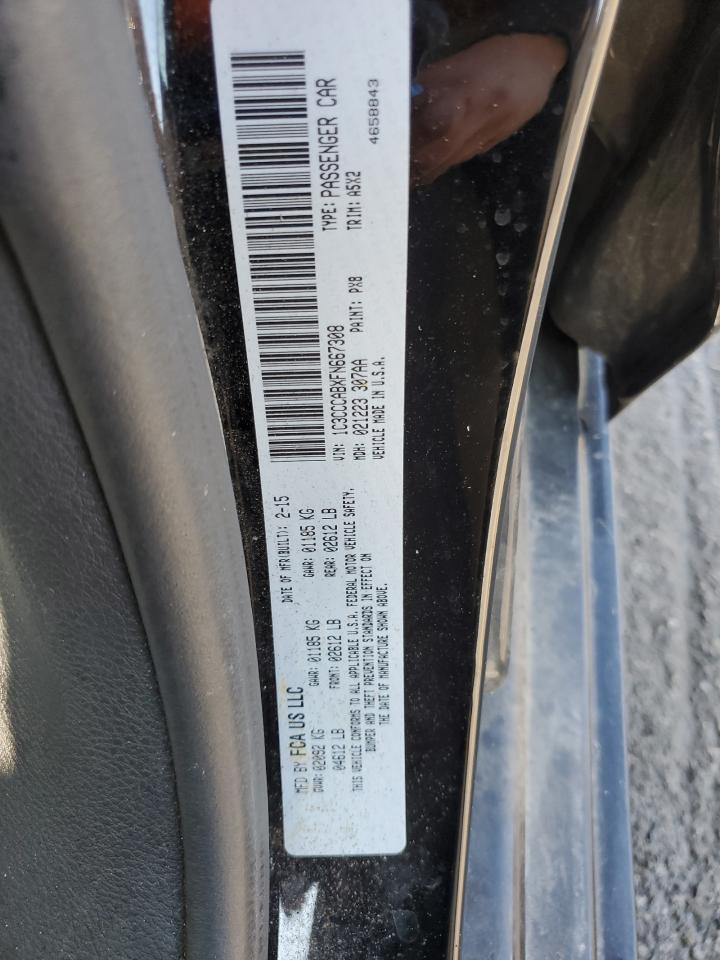 MFD BY FCA US LLC
DATE OF MFR(BUILT): 2-15
GVWR: 02092 KG
GAWR: 01185 KG
GAWR: 01185 KG
04612 LB
FRONT: 02612 LB
REAR: 02612 LB
THIS VEHICLE CONFORMS TO ALL APPLICABLE U.S.A. FEDERAL MOTOR VEHICLE SAFETY,
BUMPER AND THEFT PREVENTION STANDARDS IN EFFECT ON
THE DATE OF MANUFACTURE SHOWN ABOVE.
VIN: 1C3CCCABXFN667308
TYPE: PASSENGER CAR
MDH: 021223 307AA
PAINT: PX8
TRIM: A5X2
VEHICLE MADE IN U.S.A.
4658843